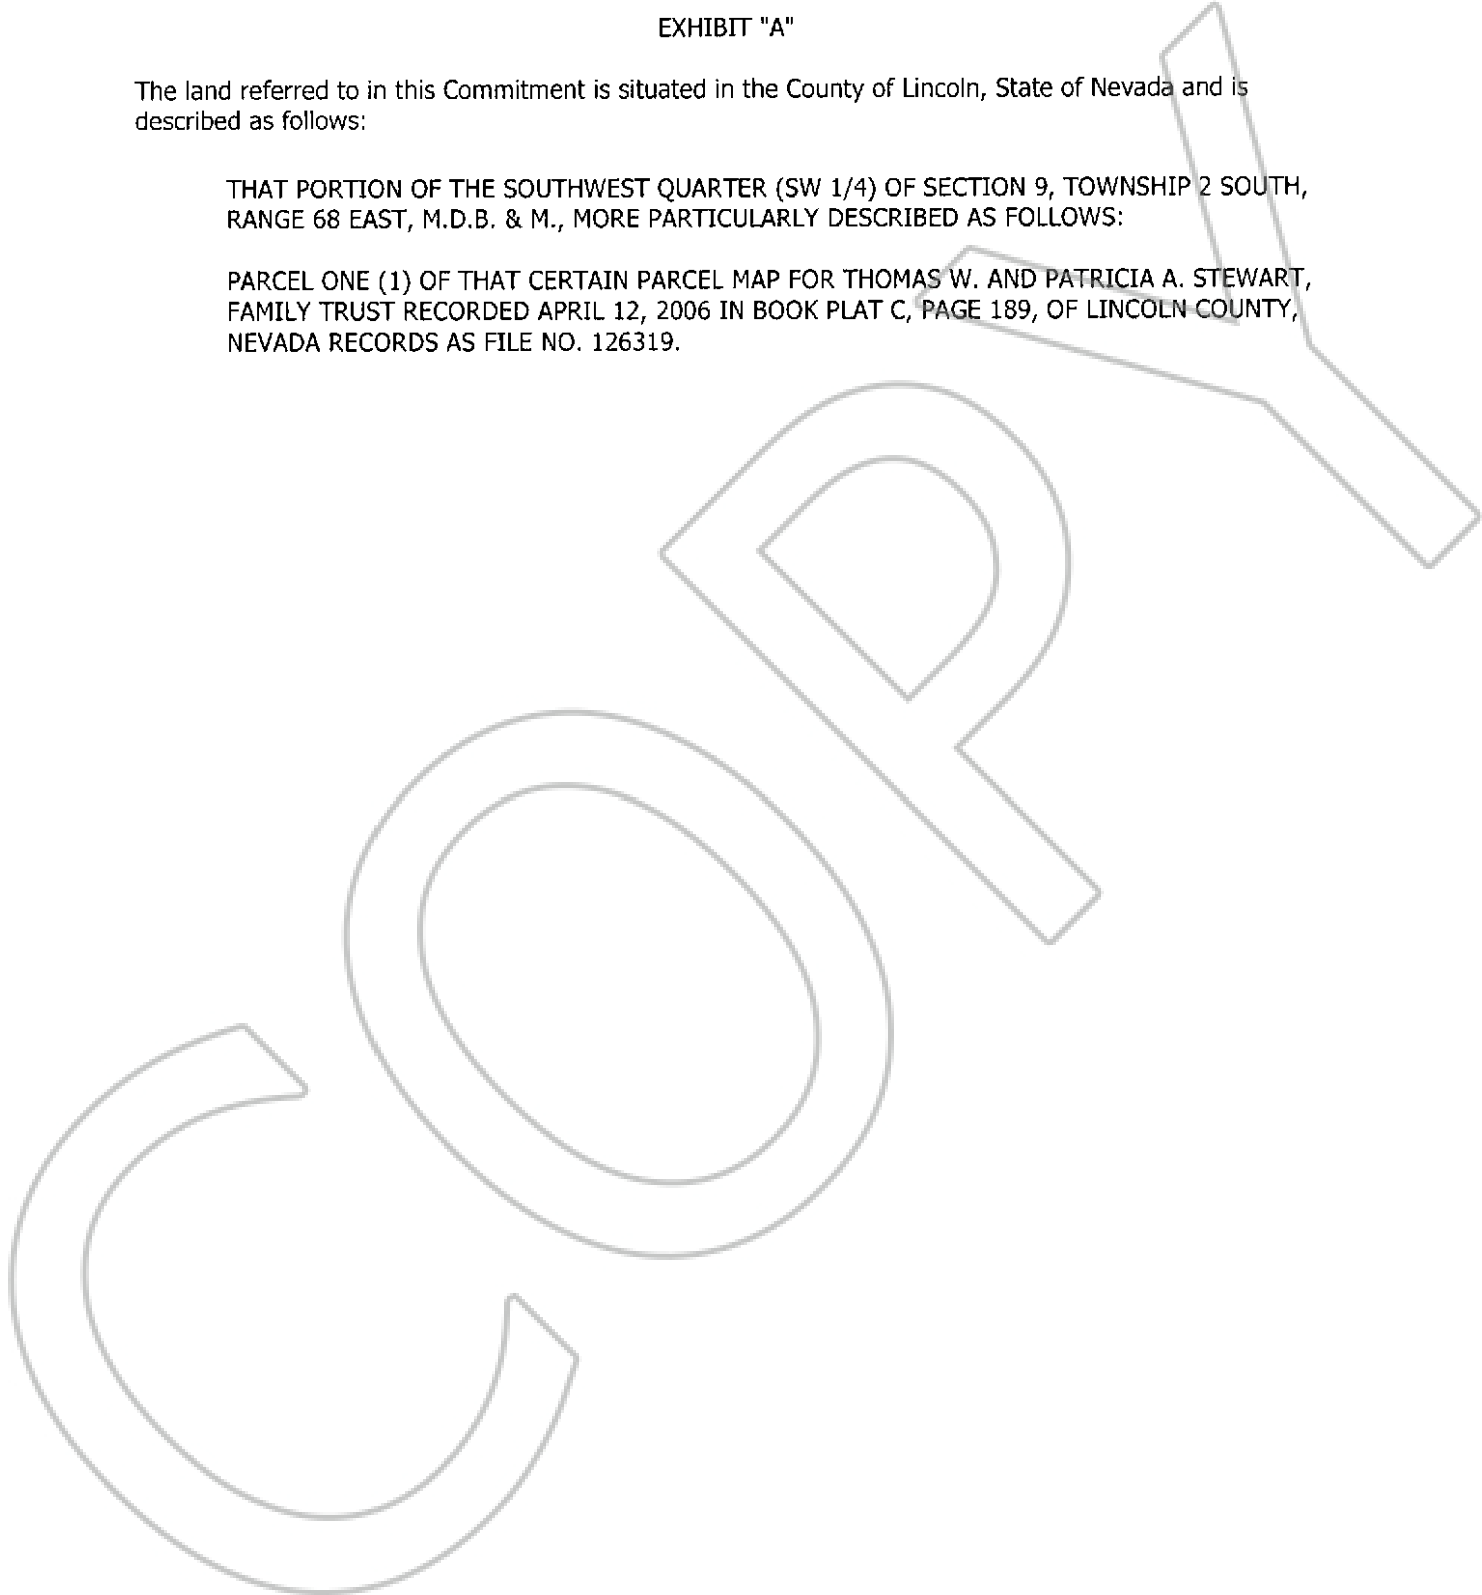 EXHIBIT "A"
The land referred to in this Commitment is situated in the County of Lincoln, State of Nevada and is
described as follows:
THAT PORTION OF THE SOUTHWEST QUARTER (SW 1/4) OF SECTION 9, TOWNSHIP 2 SOUTH,
RANGE 68 EAST, M.D.B. & M., MORE PARTICULARLY DESCRIBED AS FOLLOWS:
PARCEL ONE (1) OF THAT CERTAIN PARCEL MAP FOR THOMAS W. AND PATRICIA A. STEWART,
FAMILY TRUST RECORDED APRIL 12, 2006 IN BOOK PLAT C, PAGE 189, OF LINCOLN COUNTY,
NEVADA RECORDS AS FILE NO. 126319.
COPY